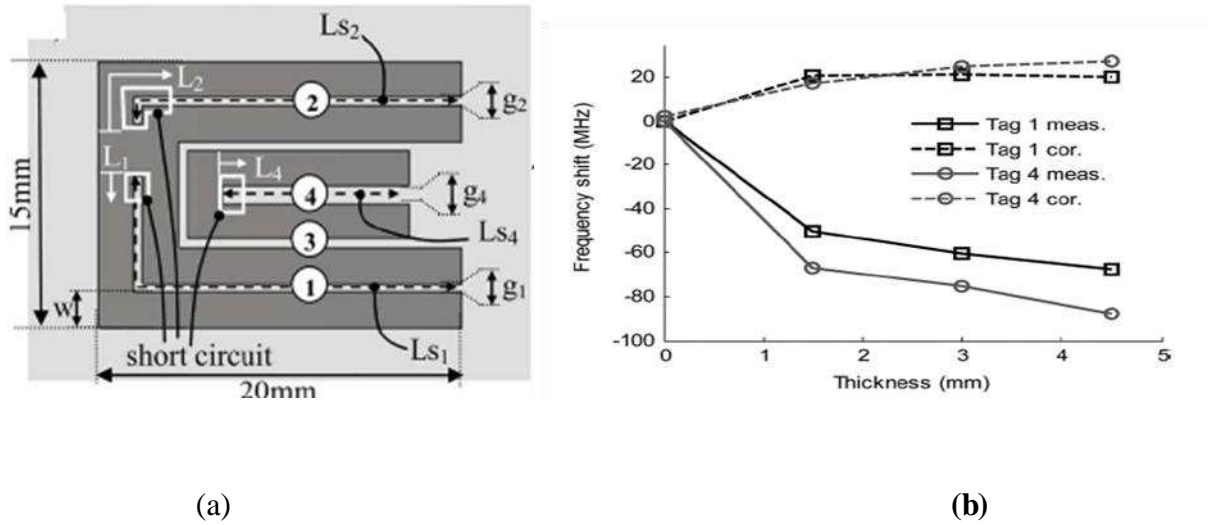 Ls2
L2
2
g2
L1
L4
15mm
4
g4
3
Ls4
1
g1
w
short circuit
Ls1
20mm
(a)
Frequency shift (MHz)
20
0
-20
-40
-60
-80
-100
Tag 1 meas.
Tag 1 cor.
Tag 4 meas.
Tag 4 cor.
0 1 2 3 4 5
Thickness (mm)
(b)